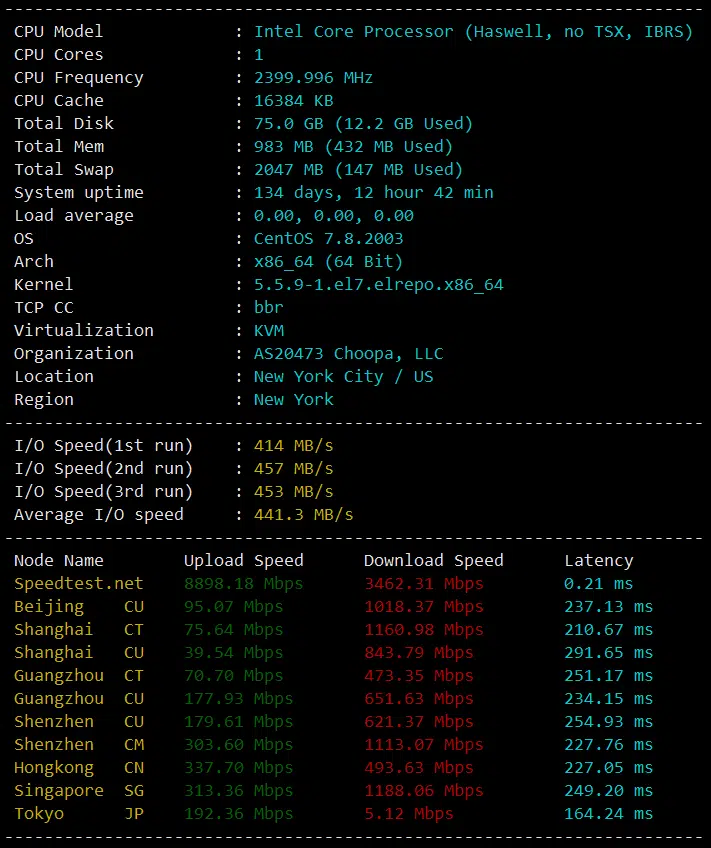 ----------------------------------------------------------------------
CPU Model             : Intel Core Processor (Haswell, no TSX, IBRS)
CPU Cores             : 1
CPU Frequency         : 2399.996 MHz
CPU Cache             : 16384 KB
Total Disk            : 75.0 GB (12.2 GB Used)
Total Mem             : 983 MB (432 MB Used)
Total Swap            : 2047 MB (147 MB Used)
System uptime         : 134 days, 12 hour 42 min
Load average          : 0.00, 0.00, 0.00
OS                    : CentOS 7.8.2003
Arch                  : x86_64 (64 Bit)
Kernel                : 5.5.9-1.el7.elrepo.x86_64
TCP CC                : bbr
Virtualization        : KVM
Organization          : AS20473 Choopa, LLC
Location              : New York City / US
Region                : New York
----------------------------------------------------------------------
I/O Speed(1st run)    : 414 MB/s
I/O Speed(2nd run)    : 457 MB/s
I/O Speed(3rd run)    : 453 MB/s
Average I/O speed     : 441.3 MB/s
----------------------------------------------------------------------
Node Name        Upload Speed      Download Speed      Latency
Speedtest.net    8898.18 Mbps      3462.31 Mbps        0.21 ms
Beijing    CU    95.07 Mbps        1018.37 Mbps        237.13 ms
Shanghai   CT    75.64 Mbps        1160.98 Mbps        210.67 ms
Shanghai   CU    39.54 Mbps        843.79 Mbps         291.65 ms
Guangzhou  CT    70.70 Mbps        473.35 Mbps         251.17 ms
Guangzhou  CU    177.93 Mbps       651.63 Mbps         234.15 ms
Shenzhen   CU    179.61 Mbps       621.37 Mbps         254.93 ms
Shenzhen   CM    303.60 Mbps       1113.07 Mbps        227.76 ms
Hongkong   CN    337.70 Mbps       493.63 Mbps         227.05 ms
Singapore  SG    313.36 Mbps       1188.06 Mbps        249.20 ms
Tokyo      JP    192.36 Mbps       5.12 Mbps           164.24 ms
----------------------------------------------------------------------